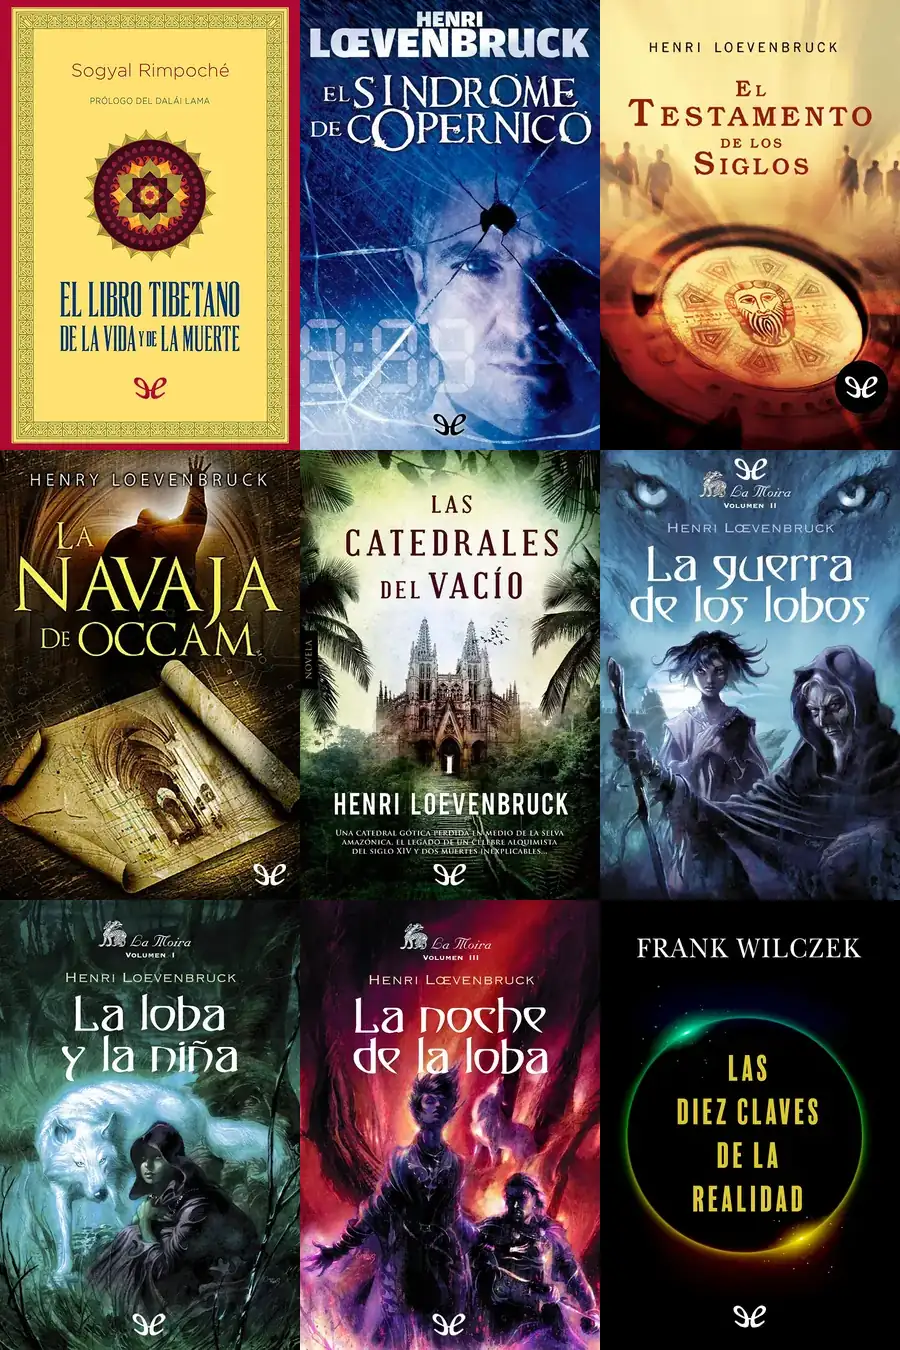 Sogyal Rimpoché
PRÓLOGO DEL DALÁI LAMA
EL LIBRO TIBETANO
DE LA VIDA Y DE LA MUERTE
HENRI
LŒVENBRUCK
EL SÍNDROME
DE COPERNICO
HENRI LOEVENBRUCK
EL
TESTAMENTO
DE LOS
SIGLOS
HENRY LOEVENBRUCK
LA
NAVAJA
DE OCCAM
LAS
CATEDRALES
DEL VACÍO
NOVELA
HENRI LOEVENBRUCK
UNA CATEDRAL GÓTICA PERDIDA EN MEDIO DE LA SELVA
AMAZÓNICA, EL LEGADO DE UN CÉLEBRE ALQUIMISTA
DEL SIGLO XIV Y DOS MUERTES INEXPLICABLES...
La Moira
VOLUMEN II
HENRI LŒVENBRUCK
La guerra
de los lobos
La Moira
VOLUMEN I
HENRI LOEVENBRUCK
La loba
y la niña
La Moira
VOLUMEN III
HENRI LŒVENBRUCK
La noche
de la loba
FRANK WILCZEK
LAS
DIEZ CLAVES
DE LA
REALIDAD